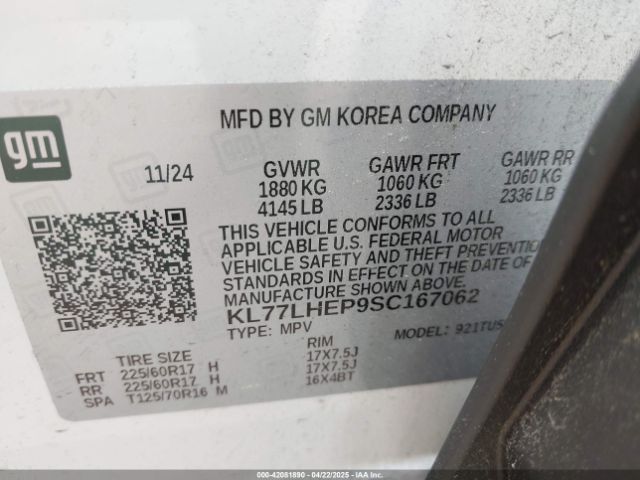 gm
MFD BY GM KOREA COMPANY
11/24 GVWR GAWR FRT GAWR RR
1880 KG 1060 KG 1060 KG
4145 LB 2336 LB 2336 LB
THIS VEHICLE CONFORMS TO ALL
APPLICABLE U.S. FEDERAL MOTOR
VEHICLE SAFETY AND THEFT PREVENTION
STANDARDS IN EFFECT ON THE DATE OF
MANUFACTURE SHOWN ABOVE.
KL77LHEP9SC167062
TYPE: MPV MODEL: 921TU5
TIRE SIZE RIM
FRT 225/60R17 H 17X7.5J
RR 225/60R17 H 17X7.5J
SPA T125/70R16 M 16X4BT
000-42081890 - 04/22/2025 - IAAI.COM